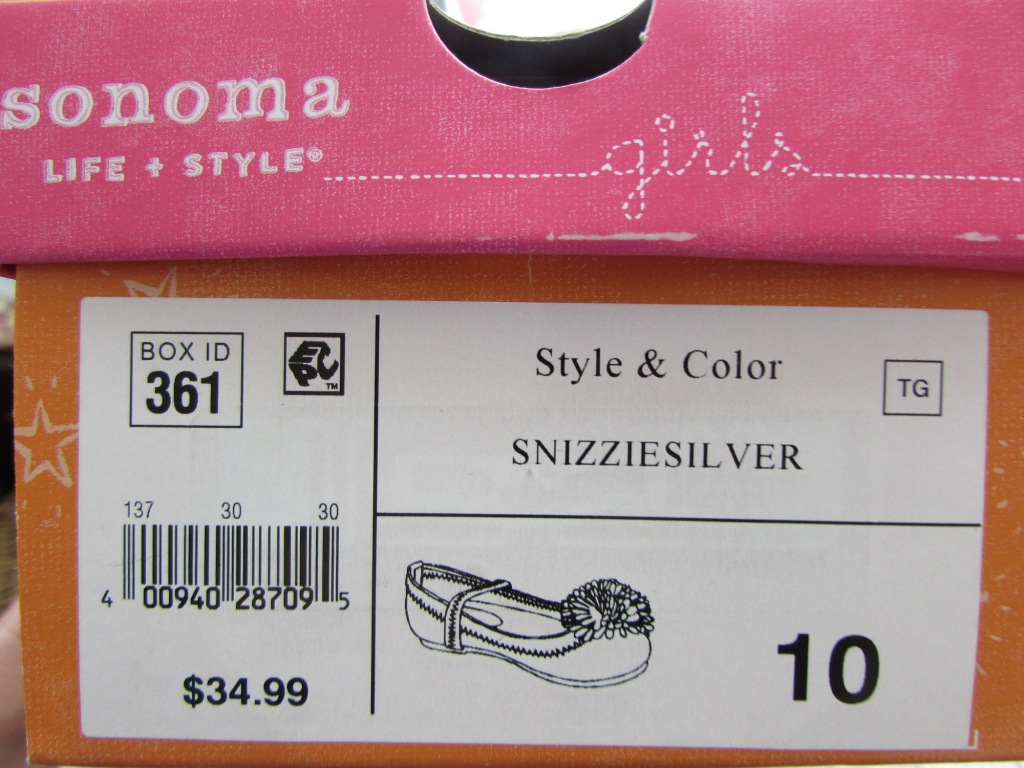 sonoma
LIFE + STYLE®
girls
BOX ID
361
EPC™
Style & Color
TG
SNIZZIESILVER
137 30 30
4 00940 28709 5
$34.99
10